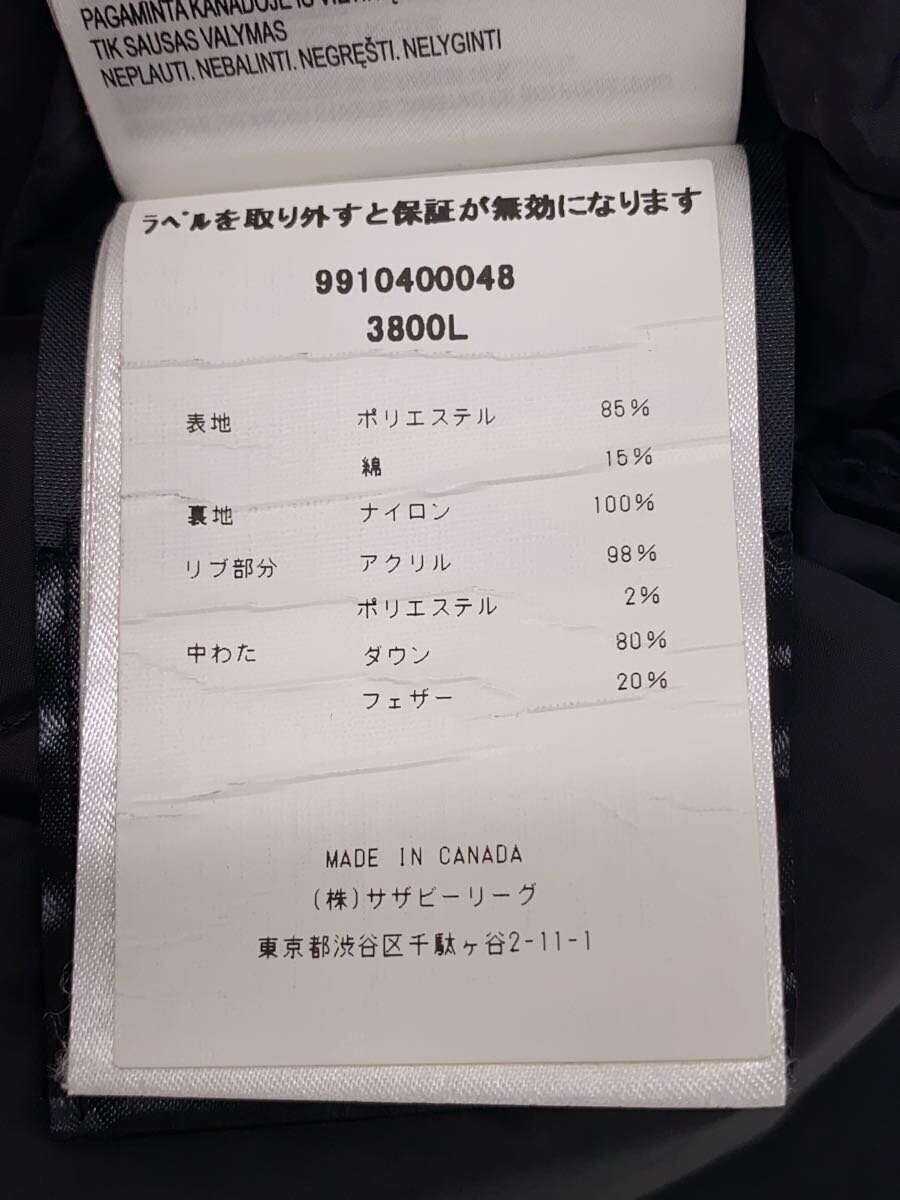 PAGAMINTA KANADOJE IŠ
TIK SAUSAS VALYMAS
NEPLAUTI. NEBALINTI. NEGRĘŠTI. NELYGINTI
ラベルを取り外すと保証が無効になります
9910400048
3800L
表地 ポリエステル 85%
綿 15%
裏地 ナイロン 100%
リブ部分 アクリル 98%
ポリエステル 2%
中わた ダウン 80%
フェザー 20%
MADE IN CANADA
(株)サザビーリーグ
東京都渋谷区千駄ヶ谷2-11-1